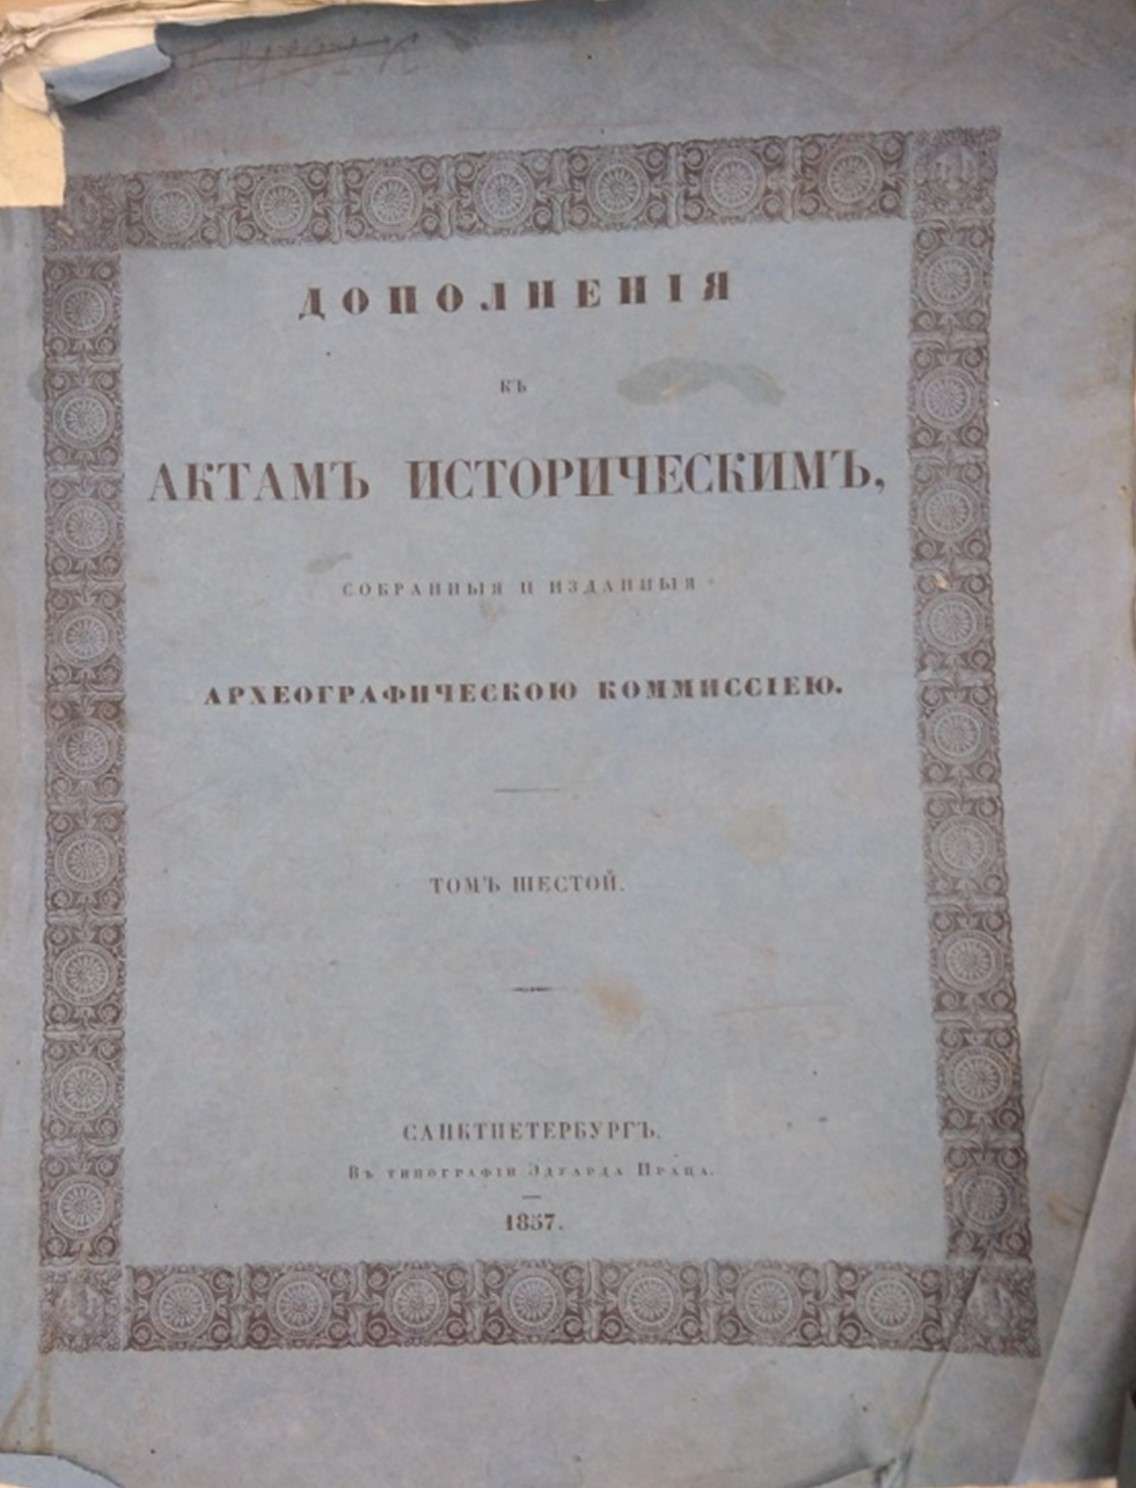 ДОПОЛНЕНІЯ
КЪ
АКТАМЪ ИСТОРИЧЕСКИМЪ,
СОБРАННЫЯ И ИЗДАННЫЯ
АРХЕОГРАФИЧЕСКОЮ КОММИССІЕЮ.
ТОМЪ ШЕСТОЙ.
САНКТПЕТЕРБУРГЪ.
Въ типографіи Эдуарда Праца.
1857.